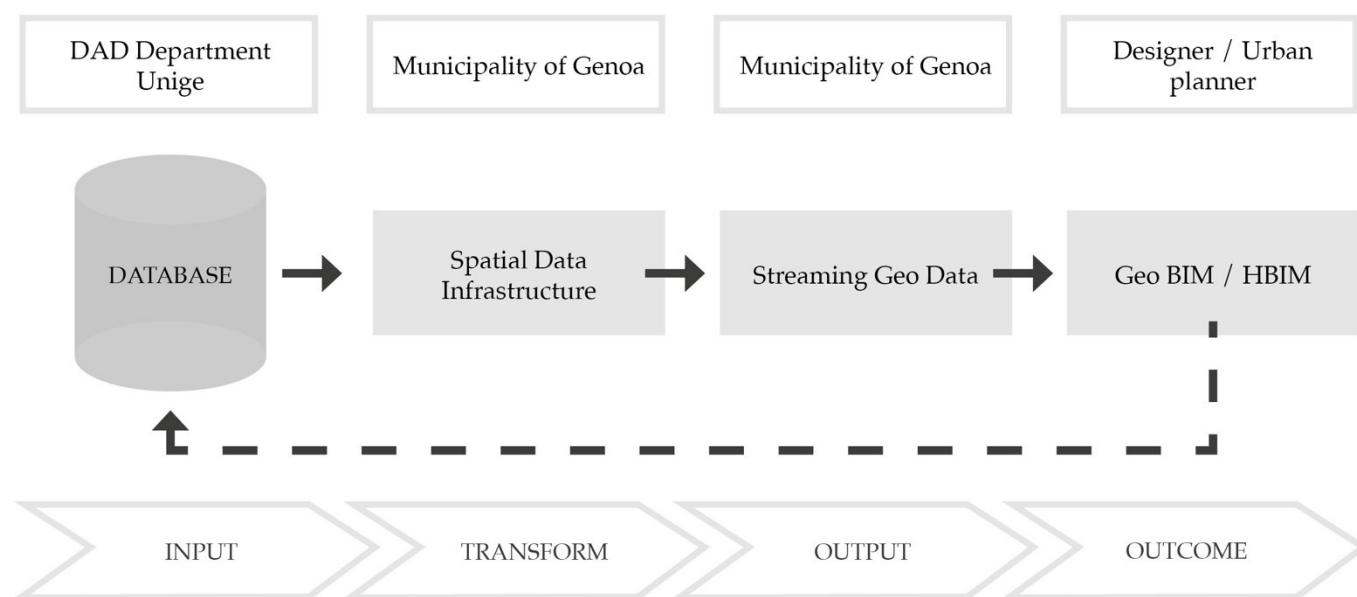 DAD Department
Unige
Municipality of Genoa
Municipality of Genoa
Designer / Urban
planner
DATABASE
Spatial Data
Infrastructure
Streaming Geo Data
Geo BIM / HBIM
INPUT
TRANSFORM
OUTPUT
OUTCOME